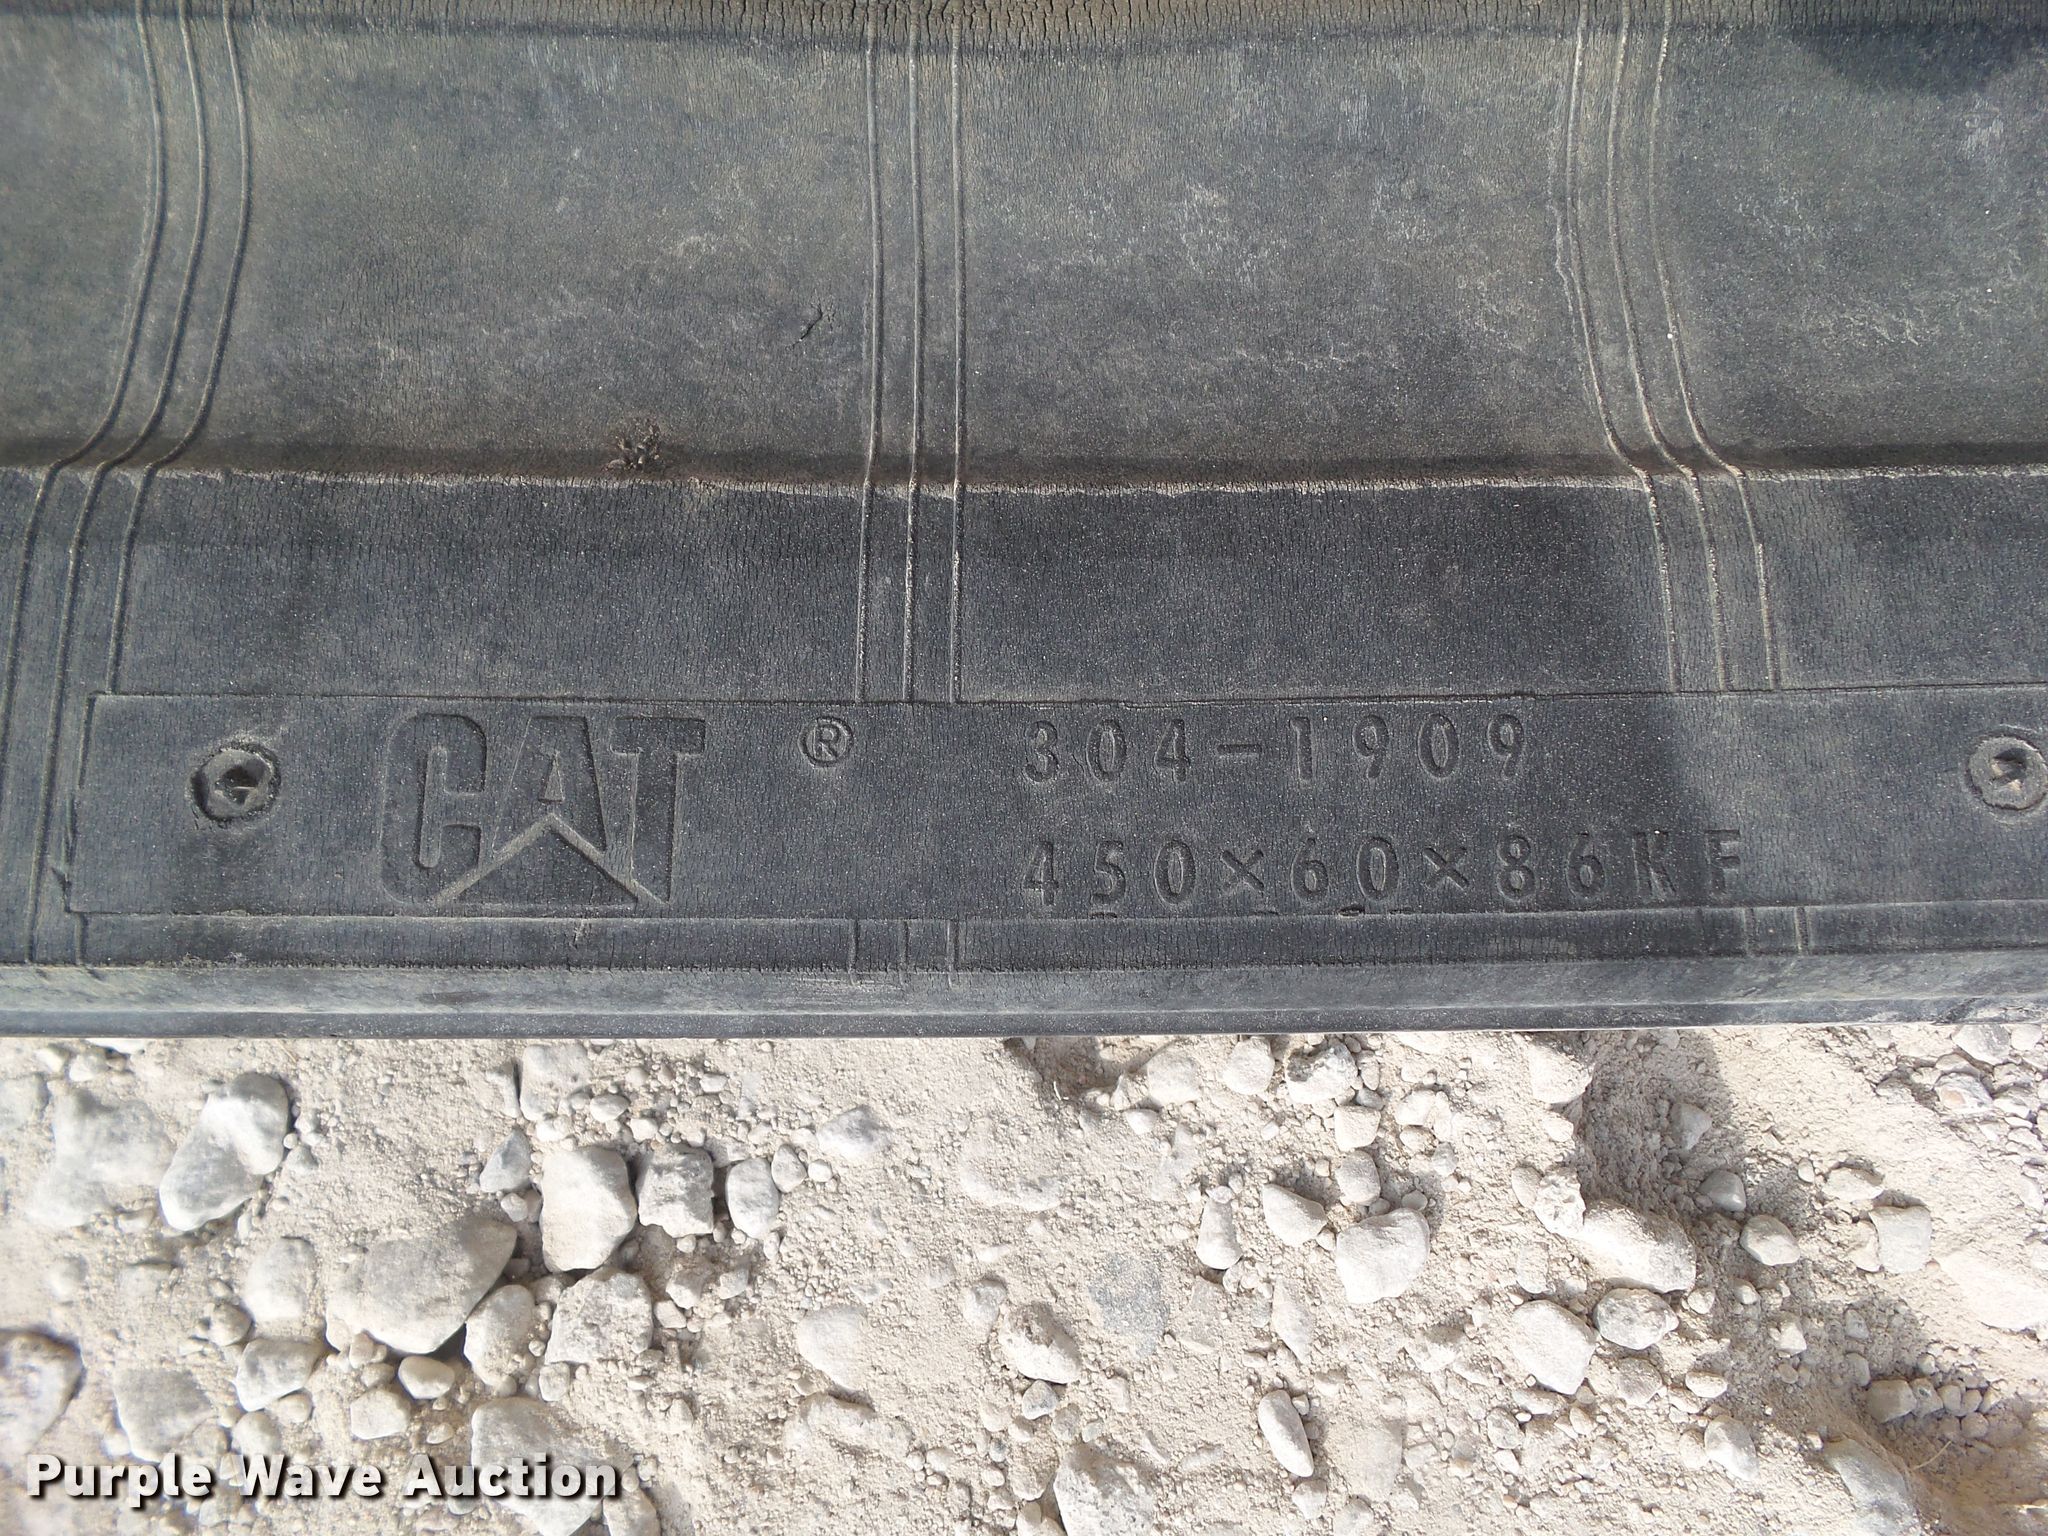 CAT ® 304-1909
450×60×86KF
Purple Wave Auction